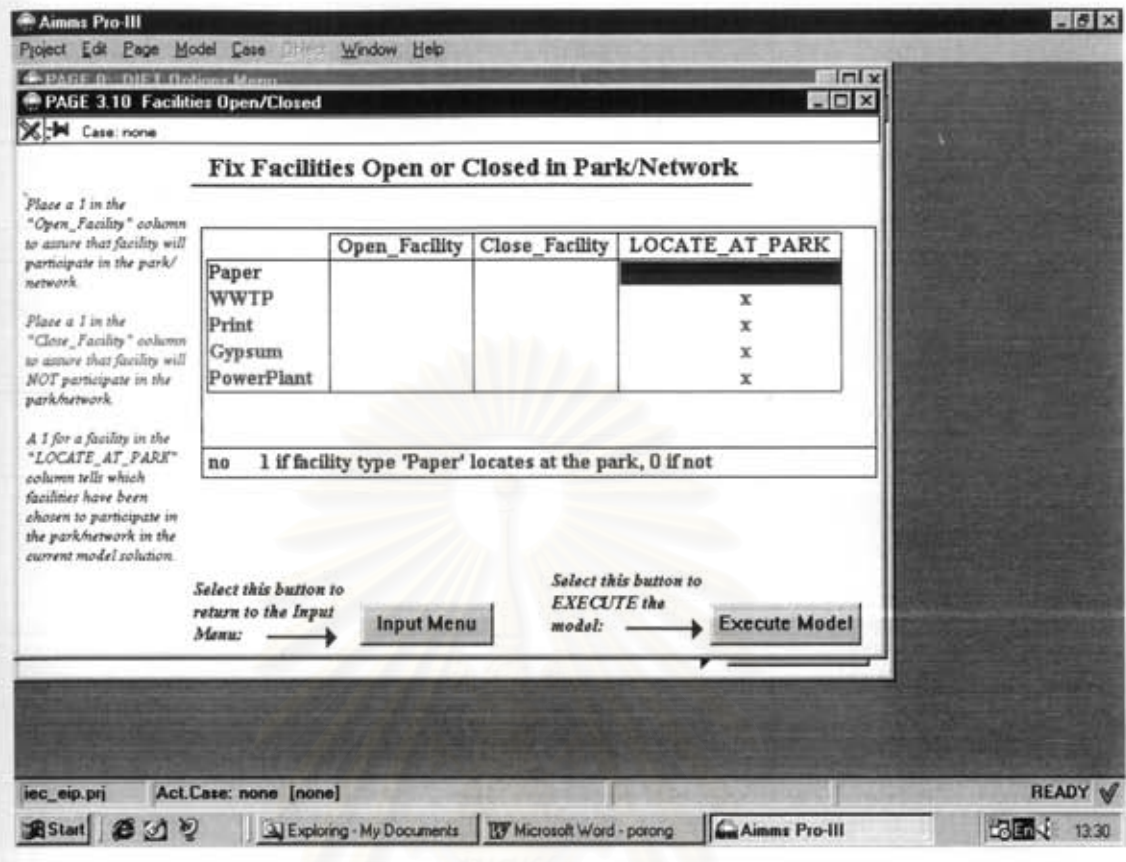 Aimms Pro-III
Project Edit Page Model Case Object Window Help
PAGE 0 DIET Options Menu
PAGE 3.10 Facilities Open/Closed
Case: none
Fix Facilities Open or Closed in Park/Network
Place a 1 in the
"Open_Facility" column
to assure that facility will
participate in the park/
network.
Place a 1 in the
"Close_Facility" column
to assure that facility will
NOT participate in the
park/network.
A 1 for a facility in the
"LOCATE_AT_PARK"
column tells which
facilities have been
chosen to participate in
the park/network in the
current model solution.
Open_Facility Close_Facility LOCATE_AT_PARK
Paper
WWTP x
Print x
Gypsum x
PowerPlant x
no 1 if facility type 'Paper' locates at the park, 0 if not
Select this button to
return to the Input
Menu:
Input Menu
Select this button to
EXECUTE the
model:
Execute Model
iec_eip.prj Act.Case: none [none] READY
Start Exploring - My Documents Microsoft Word - porong Aimms Pro-III En 13:30